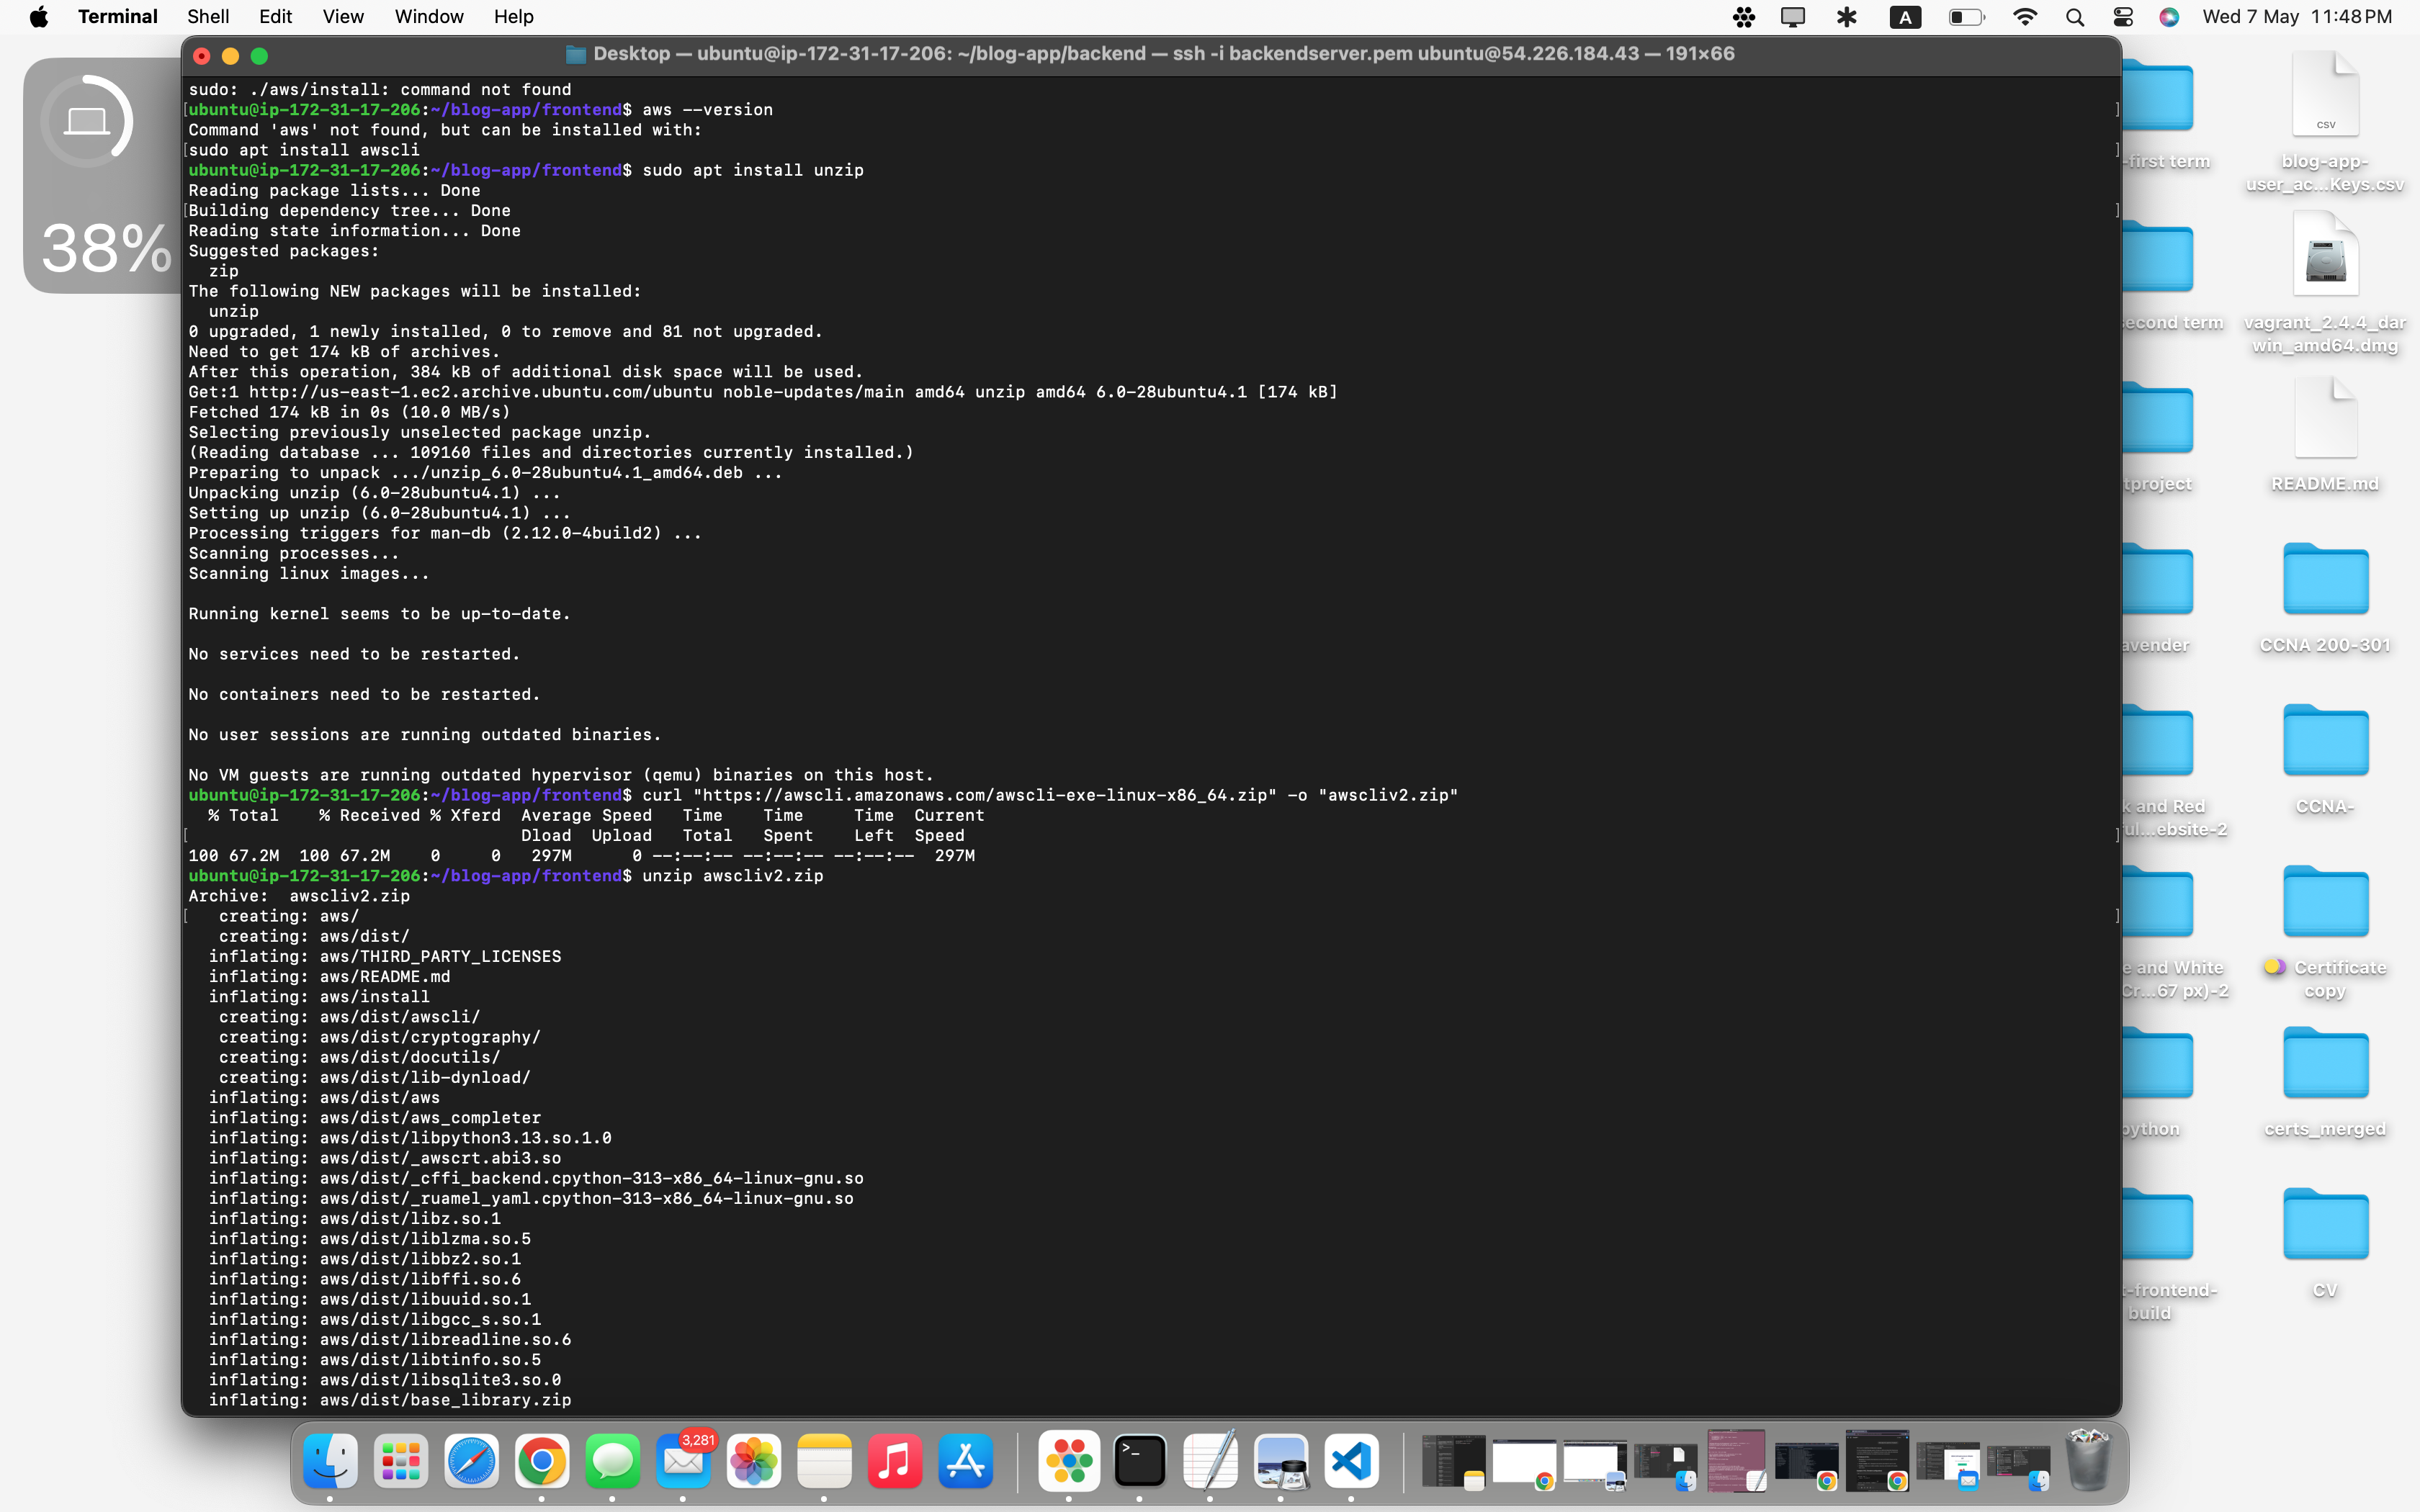 Terminal Shell Edit View Window Help
A
Wed 7 May 11:48 PM
Desktop — ubuntu@ip-172-31-17-206: ~/blog-app/backend — ssh -i backendserver.pem ubuntu@54.226.184.43 — 191×66
38%
sudo: ./aws/install: command not found
[ubuntu@ip-172-31-17-206:~/blog-app/frontend$ aws --version ]
Command 'aws' not found, but can be installed with:
[sudo apt install awscli ]
ubuntu@ip-172-31-17-206:~/blog-app/frontend$ sudo apt install unzip
Reading package lists... Done
[Building dependency tree... Done ]
Reading state information... Done
Suggested packages:
  zip
The following NEW packages will be installed:
  unzip
0 upgraded, 1 newly installed, 0 to remove and 81 not upgraded.
Need to get 174 kB of archives.
After this operation, 384 kB of additional disk space will be used.
Get:1 http://us-east-1.ec2.archive.ubuntu.com/ubuntu noble-updates/main amd64 unzip amd64 6.0-28ubuntu4.1 [174 kB]
Fetched 174 kB in 0s (10.0 MB/s)
Selecting previously unselected package unzip.
(Reading database ... 109160 files and directories currently installed.)
Preparing to unpack .../unzip_6.0-28ubuntu4.1_amd64.deb ...
Unpacking unzip (6.0-28ubuntu4.1) ...
Setting up unzip (6.0-28ubuntu4.1) ...
Processing triggers for man-db (2.12.0-4build2) ...
Scanning processes...
Scanning linux images...
Running kernel seems to be up-to-date.
No services need to be restarted.
No containers need to be restarted.
No user sessions are running outdated binaries.
No VM guests are running outdated hypervisor (qemu) binaries on this host.
ubuntu@ip-172-31-17-206:~/blog-app/frontend$ curl "https://awscli.amazonaws.com/awscli-exe-linux-x86_64.zip" -o "awscliv2.zip"
  % Total    % Received % Xferd  Average Speed   Time    Time     Time  Current
[                                 Dload  Upload   Total   Spent    Left  Speed ]
100 67.2M  100 67.2M    0     0   297M      0 --:--:-- --:--:-- --:--:--  297M
ubuntu@ip-172-31-17-206:~/blog-app/frontend$ unzip awscliv2.zip
Archive:  awscliv2.zip
[   creating: aws/ ]
   creating: aws/dist/
  inflating: aws/THIRD_PARTY_LICENSES
  inflating: aws/README.md
  inflating: aws/install
   creating: aws/dist/awscli/
   creating: aws/dist/cryptography/
   creating: aws/dist/docutils/
   creating: aws/dist/lib-dynload/
  inflating: aws/dist/aws
  inflating: aws/dist/aws_completer
  inflating: aws/dist/libpython3.13.so.1.0
  inflating: aws/dist/_awscrt.abi3.so
  inflating: aws/dist/_cffi_backend.cpython-313-x86_64-linux-gnu.so
  inflating: aws/dist/_ruamel_yaml.cpython-313-x86_64-linux-gnu.so
  inflating: aws/dist/libz.so.1
  inflating: aws/dist/liblzma.so.5
  inflating: aws/dist/libbz2.so.1
  inflating: aws/dist/libffi.so.6
  inflating: aws/dist/libuuid.so.1
  inflating: aws/dist/libgcc_s.so.1
  inflating: aws/dist/libreadline.so.6
  inflating: aws/dist/libtinfo.so.5
  inflating: aws/dist/libsqlite3.so.0
  inflating: aws/dist/base_library.zip
-first term
second term
tproject
avender
k and Red
ful...ebsite-2
e and White
Cr...67 px)-2
python
t-frontend-
build
csv
blog-app-
user_ac...Keys.csv
vagrant_2.4.4_dar
win_amd64.dmg
README.md
CCNA 200-301
CCNA-
Certificate
copy
certs_merged
CV
3,281